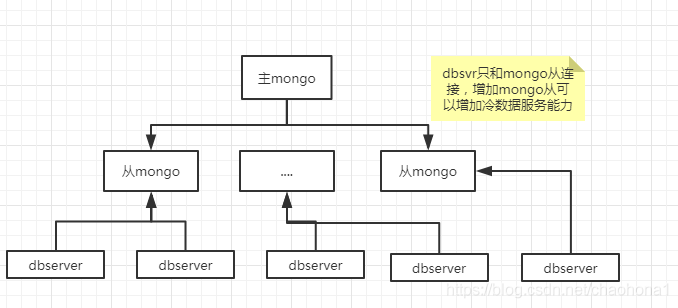 主mongo
dbsvr只和mongo从连
接，增加mongo从可
以增加冷数据服务能力
从mongo
....
从mongo
dbserver
dbserver
dbserver
dbserver
dbserver
https://blog.csdn.net/chaohona1